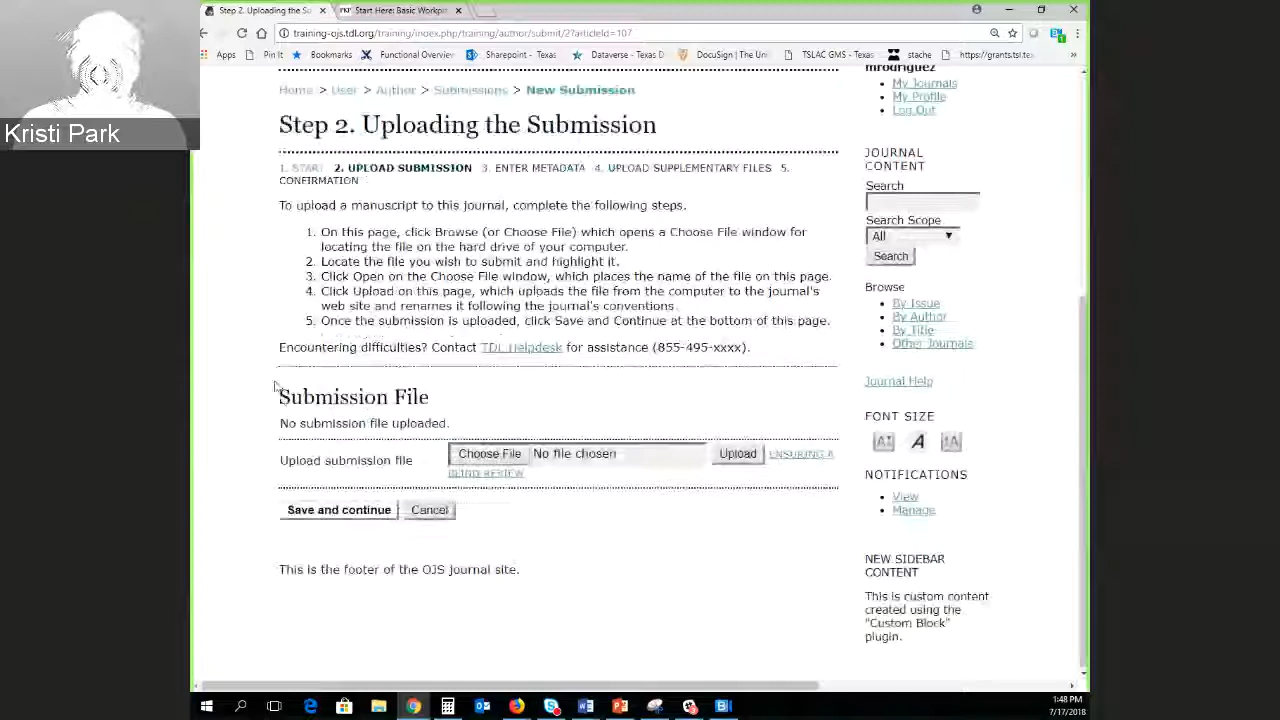 Step 2. Uploading the Su
Start Here: Basic Workpi
training-ojs.tdl.org/training/index.php/training/author/submit/2?articleId=107
Apps
Pin It
Bookmarks
Functional Overview
Sharepoint - Texas D
Dataverse - Texas D
DocuSign | The Unit
TSLAC GMS - Texas
stache
https://grants.tsl.tex
Kristi Park
Home > User > Author > Submissions > New Submission
Step 2. Uploading the Submission
1. START 2. UPLOAD SUBMISSION 3. ENTER METADATA 4. UPLOAD SUPPLEMENTARY FILES 5.
CONFIRMATION
To upload a manuscript to this journal, complete the following steps.
1. On this page, click Browse (or Choose File) which opens a Choose File window for
locating the file on the hard drive of your computer.
2. Locate the file you wish to submit and highlight it.
3. Click Open on the Choose File window, which places the name of the file on this page.
4. Click Upload on this page, which uploads the file from the computer to the journal's
web site and renames it following the journal's conventions.
5. Once the submission is uploaded, click Save and Continue at the bottom of this page.
Encountering difficulties? Contact TDL Helpdesk for assistance (855-495-xxxx).
Submission File
No submission file uploaded.
Upload submission file
Choose File No file chosen
Upload
ENSURING A
BLIND REVIEW
Save and continue
Cancel
This is the footer of the OJS journal site.
mrodriguez
My Journals
My Profile
Log Out
JOURNAL
CONTENT
Search
Search Scope
All
Search
Browse
By Issue
By Author
By Title
Other Journals
Journal Help
FONT SIZE
A
NOTIFICATIONS
View
Manage
NEW SIDEBAR
CONTENT
This is custom content
created using the
"Custom Block"
plugin.
1:48 PM
7/17/2018